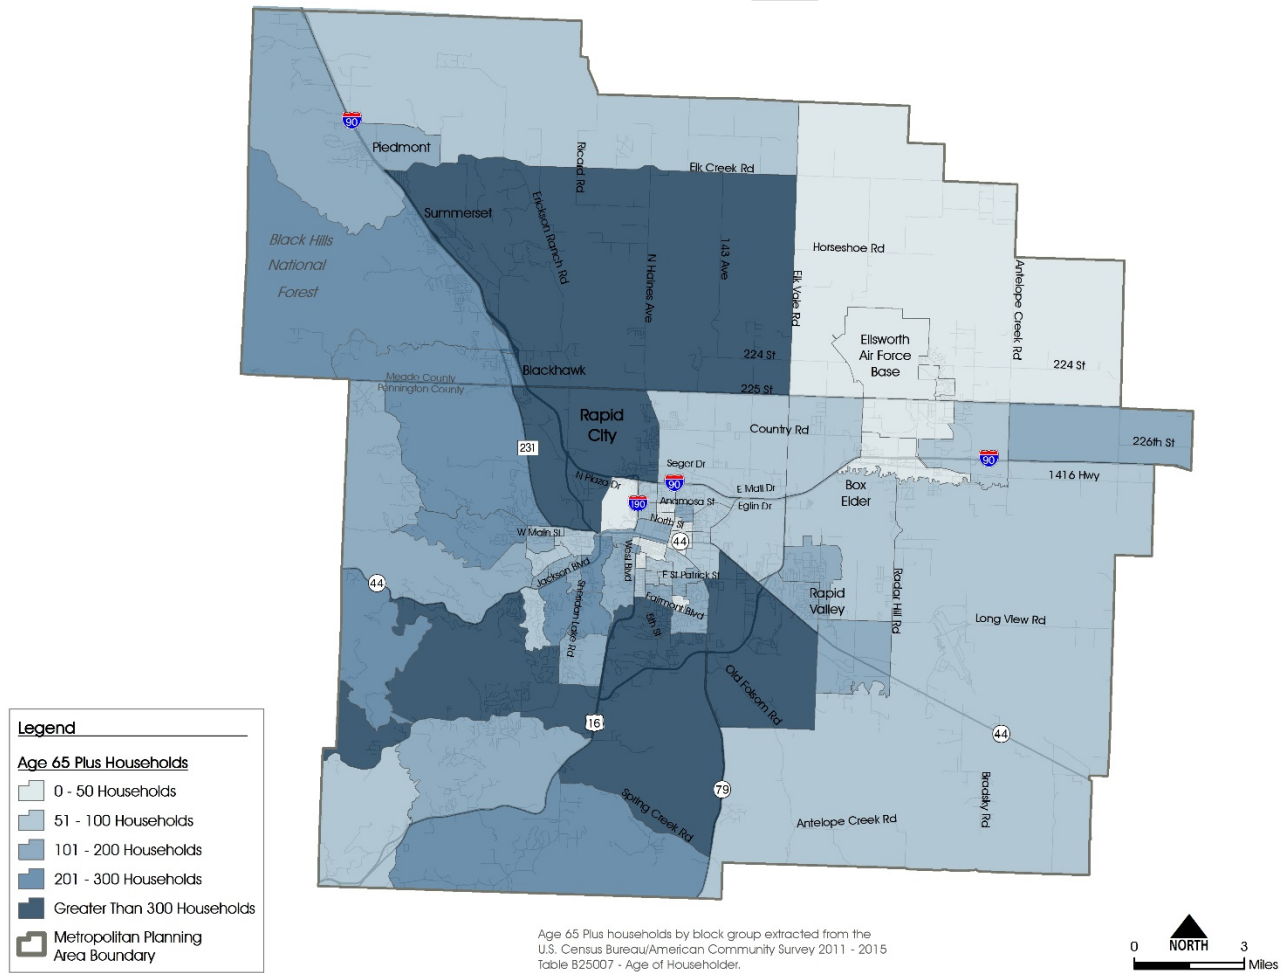 90
Piedmont
Ricard Rd
Elk Creek Rd
Summerset
Erickson Ranch Rd
Black Hills
National
Forest
N Haines Ave
143 Ave
Elk Vale Rd
Horseshoe Rd
Antelope Creek Rd
Ellsworth
Air Force
Base
224 St
224 St
Blackhawk
Meade County
Pennington County
225 St
Rapid
City
Country Rd
226th St
231
90
Seger Dr
1416 Hwy
N Plaza Dr
90
E Mall Dr
Box
Elder
190
Anamosa St
Eglin Dr
North St
W Main St
44
West Blvd
Jackson Blvd
E St Patrick St
44
Sheridan Lake Rd
Fairmont Blvd
5th St
Rapid
Valley
Radar Hill Rd
Long View Rd
Old Folsom Rd
16
44
79
Spring Creek Rd
Antelope Creek Rd
Bradsky Rd
Legend
Age 65 Plus Households
0 - 50 Households
51 - 100 Households
101 - 200 Households
201 - 300 Households
Greater Than 300 Households
Metropolitan Planning
Area Boundary
Age 65 Plus households by block group extracted from the
U.S. Census Bureau/American Community Survey 2011 - 2015
Table B25007 - Age of Householder.
0
NORTH
3
Miles